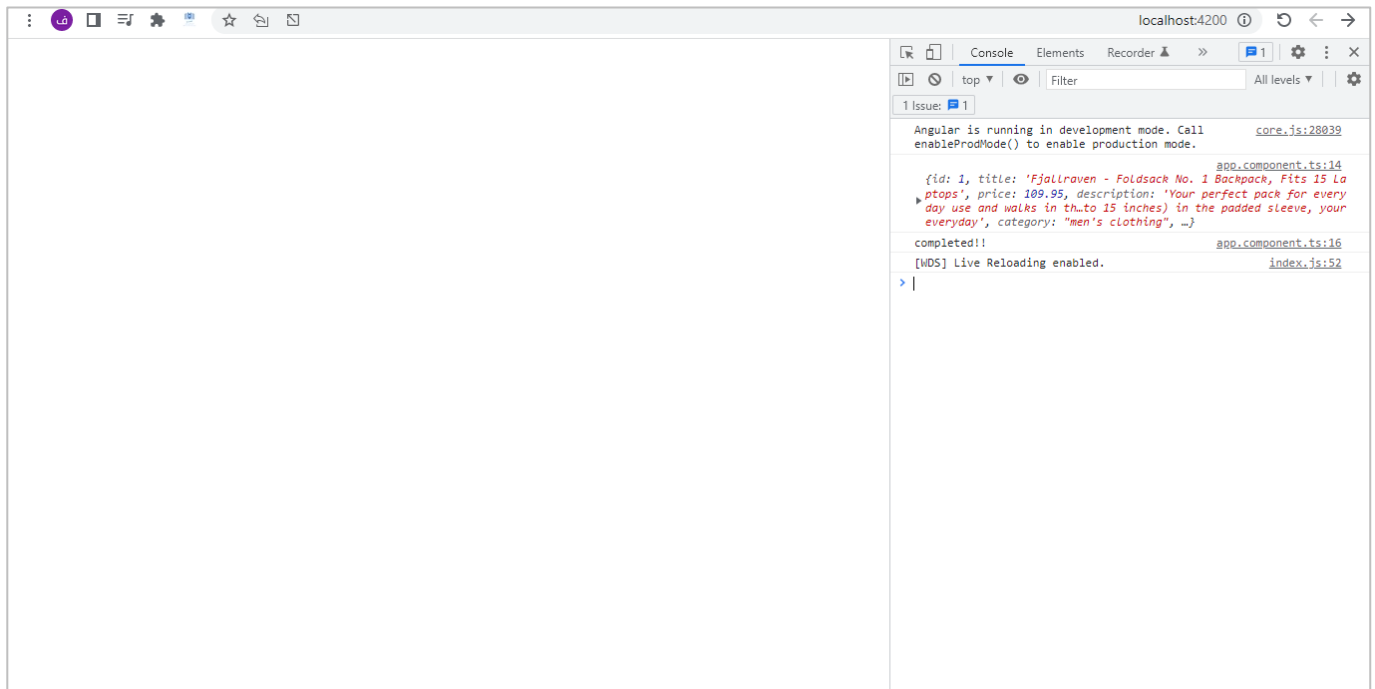 ف
localhost:4200
Console Elements Recorder » 1
top ▼ Filter All levels ▼
1 Issue: 1
Angular is running in development mode. Call core.js:28039
enableProdMode() to enable production mode.
app.component.ts:14
{id: 1, title: 'Fjallraven - Foldsack No. 1 Backpack, Fits 15 La
ptops', price: 109.95, description: 'Your perfect pack for every
day use and walks in th…to 15 inches) in the padded sleeve, your
everyday', category: "men's clothing", …}
completed!! app.component.ts:16
[WDS] Live Reloading enabled. index.js:52
>